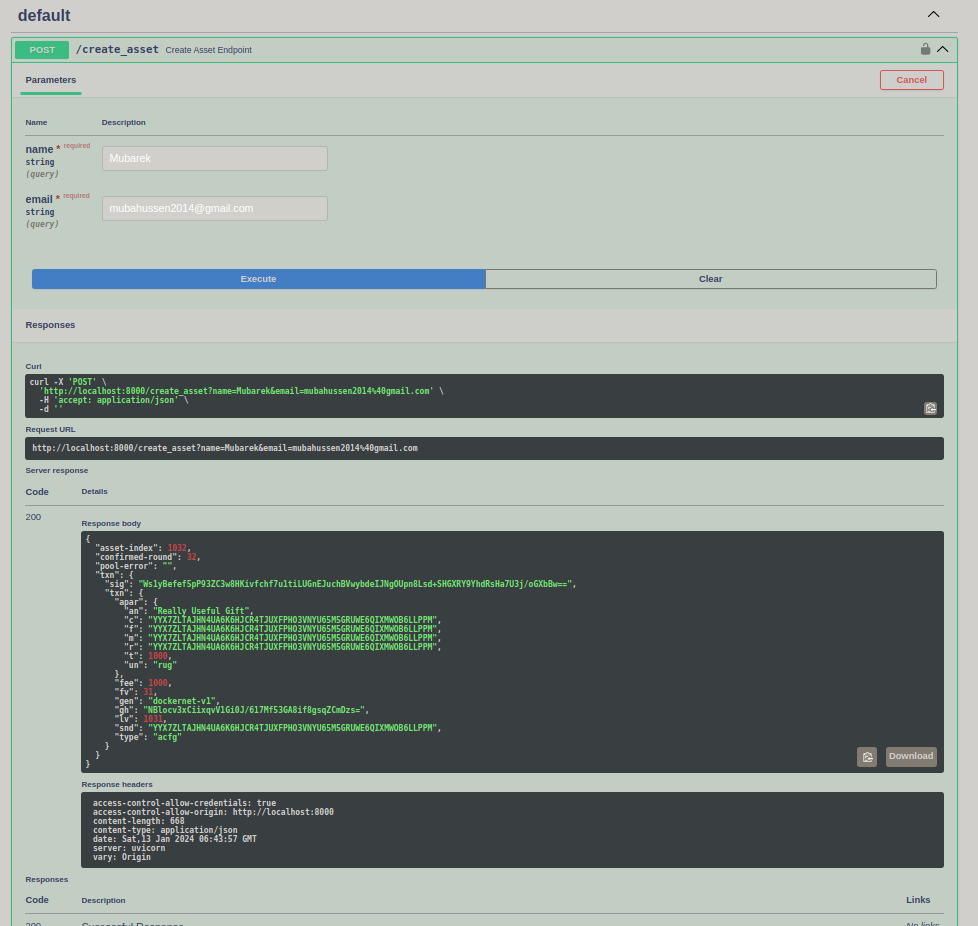 default
POST /create_asset Create Asset Endpoint
Parameters
Cancel
Name Description
name * required
string
(query)
Mubarek
email * required
string
(query)
mubahussen2014@gmail.com
Execute Clear
Responses
Curl
curl -X 'POST' \
'http://localhost:8000/create_asset?name=Mubarek&email=mubahussen2014%40gmail.com' \
-H 'accept: application/json' \
-d ''
Request URL
http://localhost:8000/create_asset?name=Mubarek&email=mubahussen2014%40gmail.com
Server response
Code Details
200
Response body
{
"asset-index": 1032,
"confirmed-round": 32,
"pool-error": "",
"txn": {
"sig": "Ws1yBefef5pP93ZC3w8HKivfchf7u1tiLUGnEJuchBVwybdeIJNgOUpn8Lsd+SHGXRY9YhdRsHa7U3j/oGXbBw==",
"txn": {
"apar": {
"an": "Really Useful Gift",
"c": "YYX7ZLTAJHN4UA6K6HJCR4TJUXFPHO3VNYU65M5GRUWE6QIXMWOB6LLPPM",
"f": "YYX7ZLTAJHN4UA6K6HJCR4TJUXFPHO3VNYU65M5GRUWE6QIXMWOB6LLPPM",
"m": "YYX7ZLTAJHN4UA6K6HJCR4TJUXFPHO3VNYU65M5GRUWE6QIXMWOB6LLPPM",
"r": "YYX7ZLTAJHN4UA6K6HJCR4TJUXFPHO3VNYU65M5GRUWE6QIXMWOB6LLPPM",
"t": 1000,
"un": "rug"
},
"fee": 1000,
"fv": 31,
"gen": "dockernet-v1",
"gh": "NBlocv3xCiixqvV1Gi0J/617Mf53GA8if8gsqZCmDzs=",
"lv": 1031,
"snd": "YYX7ZLTAJHN4UA6K6HJCR4TJUXFPHO3VNYU65M5GRUWE6QIXMWOB6LLPPM",
"type": "acfg"
}
}
}
Download
Response headers
access-control-allow-credentials: true
access-control-allow-origin: http://localhost:8000
content-length: 668
content-type: application/json
date: Sat,13 Jan 2024 06:43:57 GMT
server: uvicorn
vary: Origin
Responses
Code Description Links
200 Successful Response No links